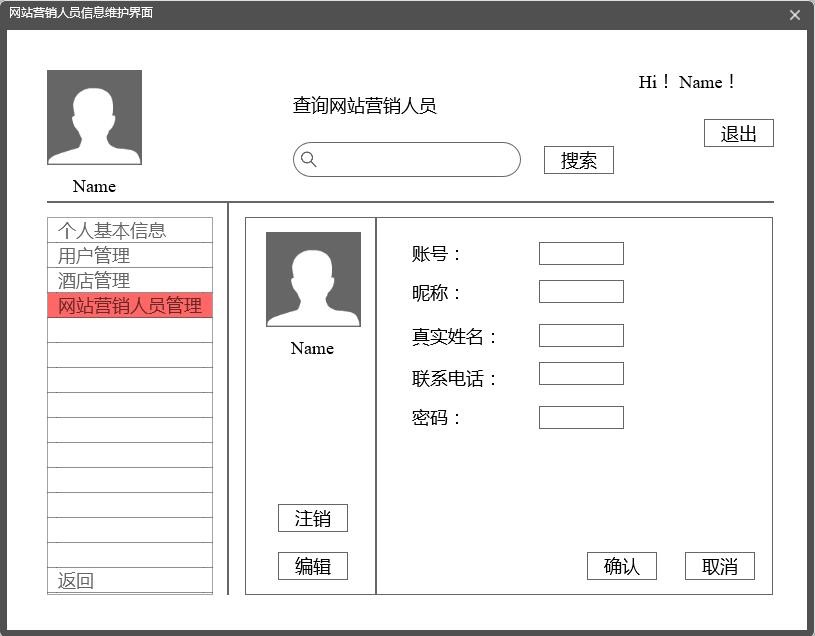 网站营销人员信息维护界面
Hi！ Name！
查询网站营销人员
退出
搜索
Name
个人基本信息
用户管理
酒店管理
网站营销人员管理
返回
Name
注销
编辑
账号：
昵称：
真实姓名：
联系电话：
密码：
确认
取消